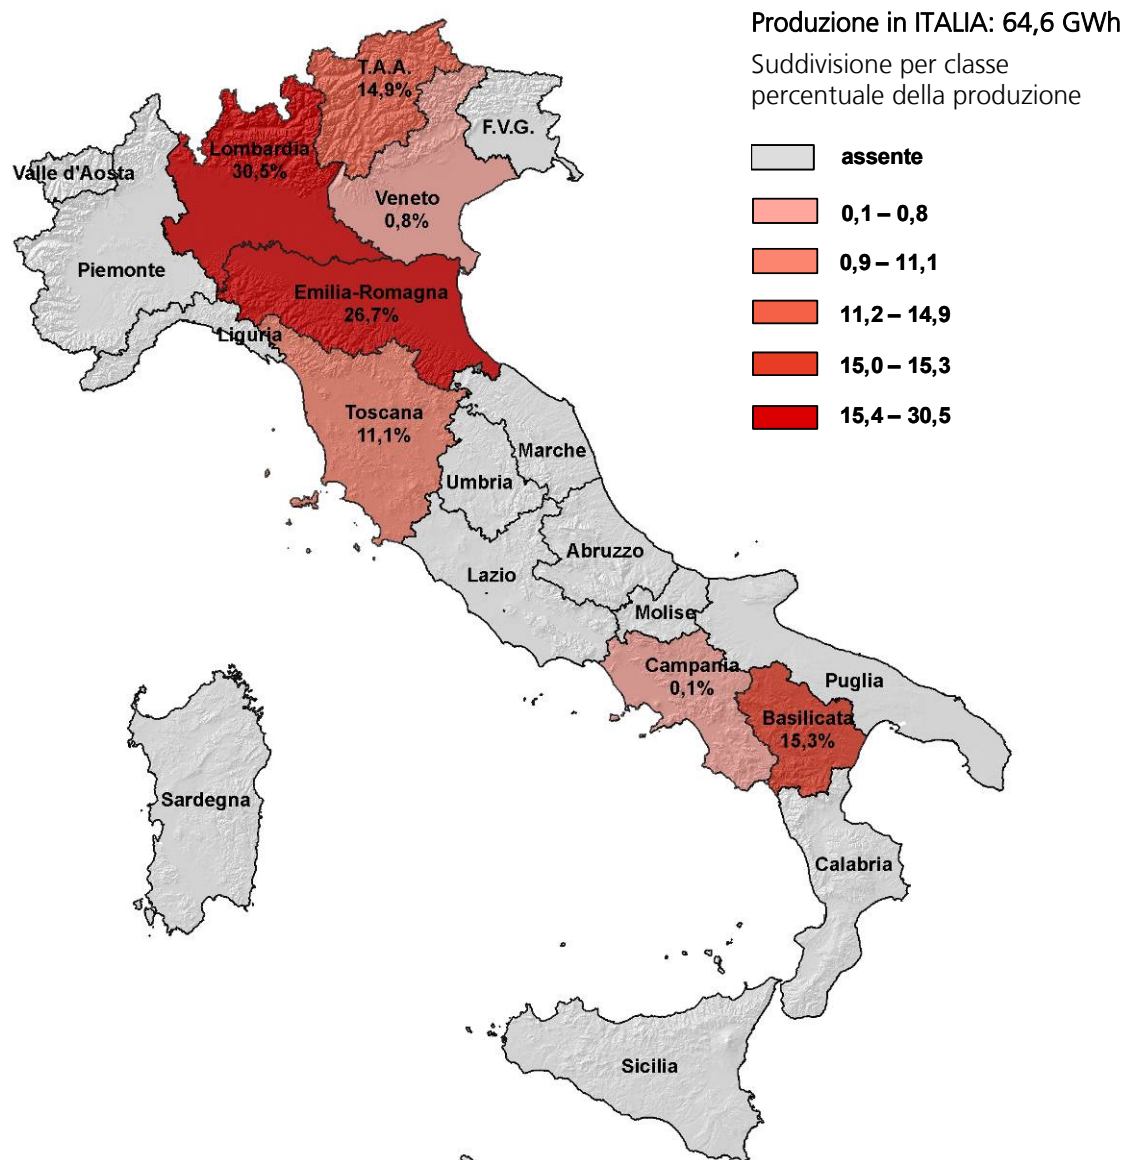 Produzione in ITALIA: 64,6 GWh
Suddivisione per classe
percentuale della produzione
assente
0,1 – 0,8
0,9 – 11,1
11,2 – 14,9
15,0 – 15,3
15,4 – 30,5
T.A.A.
14,9%
F.V.G.
Lombardia
30,5%
Valle d'Aosta
Veneto
0,8%
Piemonte
Emilia-Romagna
26,7%
Liguria
Toscana
11,1%
Marche
Umbria
Abruzzo
Lazio
Molise
Campania
0,1%
Puglia
Basilicata
15,3%
Sardegna
Calabria
Sicilia